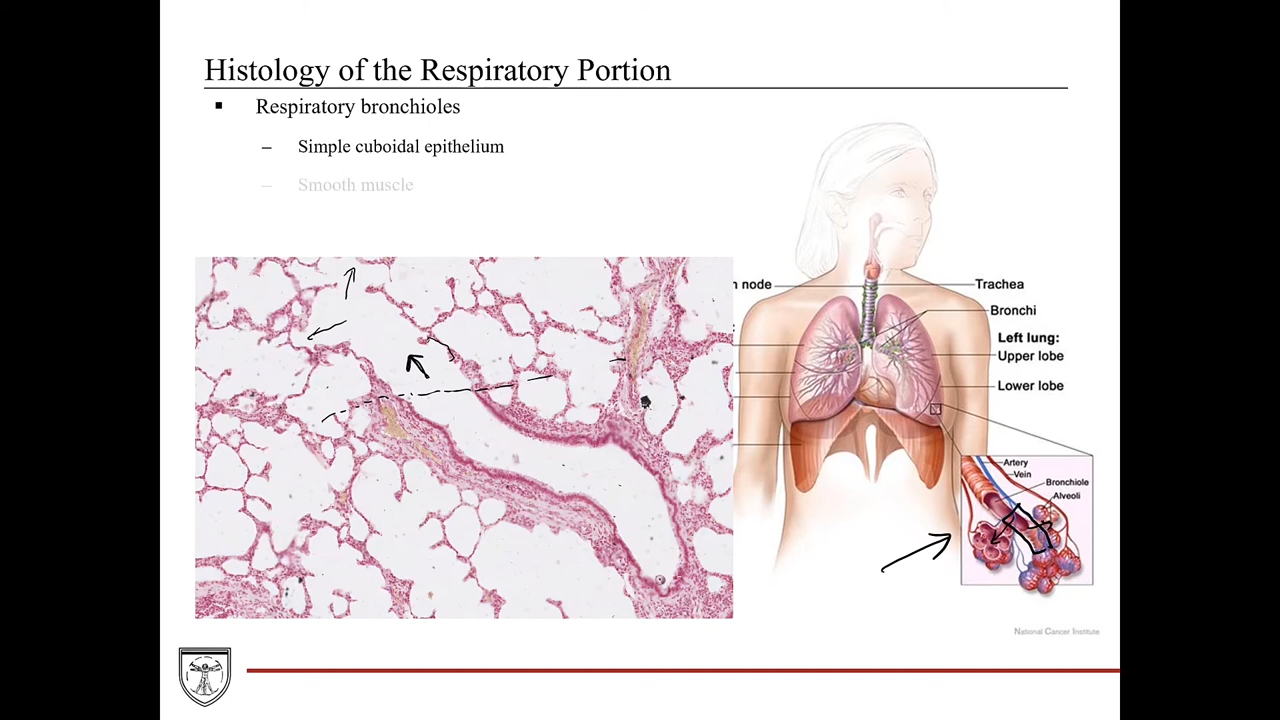 Histology of the Respiratory Portion
▪ Respiratory bronchioles
– Simple cuboidal epithelium
– Smooth muscle
n node
Trachea
Bronchi
Left lung:
Upper lobe
Lower lobe
Artery
Vein
Bronchiole
Alveoli
National Cancer Institute